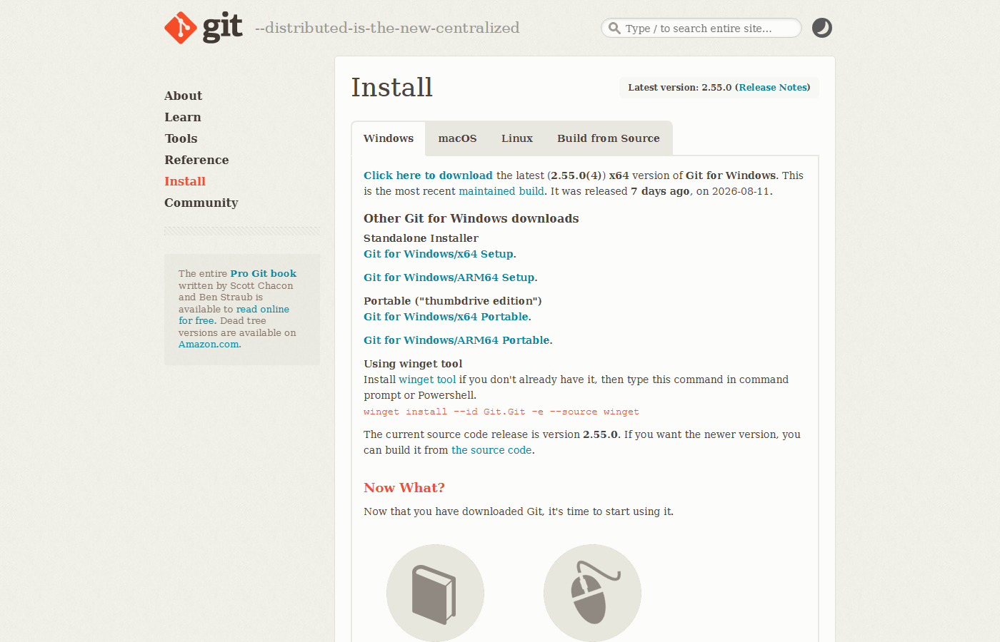 git --distributed-is-the-new-centralized
Type / to search entire site...
About
Learn
Tools
Reference
Install
Community
The entire Pro Git book
written by Scott Chacon
and Ben Straub is
available to read online
for free. Dead tree
versions are available on
Amazon.com.
Install
Latest version: 2.55.0 (Release Notes)
Windows macOS Linux Build from Source
Click here to download the latest (2.55.0(4)) x64 version of Git for Windows. This
is the most recent maintained build. It was released 7 days ago, on 2026-08-11.
Other Git for Windows downloads
Standalone Installer
Git for Windows/x64 Setup.
Git for Windows/ARM64 Setup.
Portable ("thumbdrive edition")
Git for Windows/x64 Portable.
Git for Windows/ARM64 Portable.
Using winget tool
Install winget tool if you don't already have it, then type this command in command
prompt or Powershell.
winget install --id Git.Git -e --source winget
The current source code release is version 2.55.0. If you want the newer version, you
can build it from the source code.
Now What?
Now that you have downloaded Git, it's time to start using it.